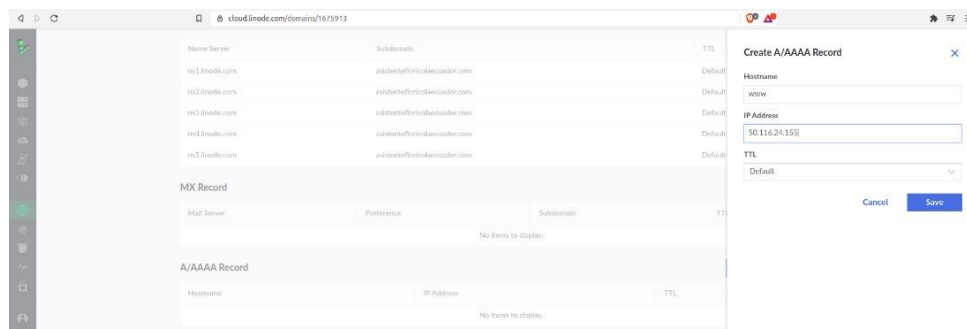 cloud.linode.com/domains/1675913
Name Server Subdomain TTL
ns1.linode.com asistentefloricolaecuador.com Default
ns2.linode.com asistentefloricolaecuador.com Default
ns3.linode.com asistentefloricolaecuador.com Default
ns4.linode.com asistentefloricolaecuador.com Default
ns5.linode.com asistentefloricolaecuador.com Default
MX Record
Mail Server Preference Subdomain TTL
No items to display.
A/AAAA Record
Hostname IP Address TTL
No items to display.
Create A/AAAA Record
Hostname
www
IP Address
50.116.24.155
TTL
Default
Cancel Save